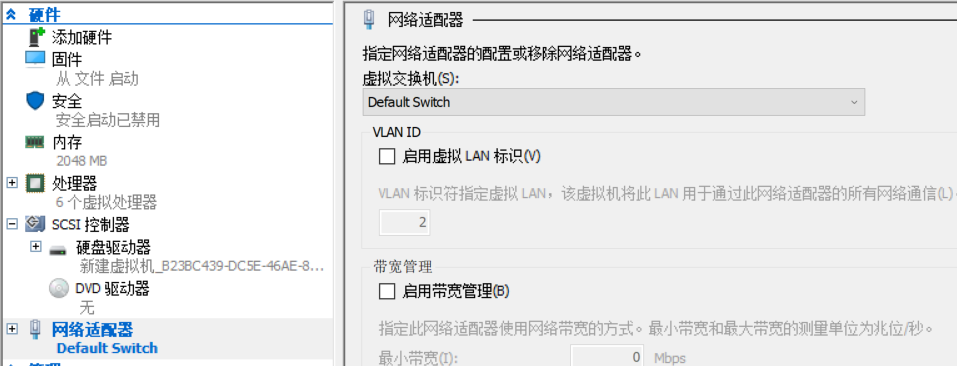 硬件
添加硬件
固件
从 文件 启动
安全
安全启动已禁用
内存
2048 MB
处理器
6 个虚拟处理器
SCSI 控制器
硬盘驱动器
新建虚拟机_B23BC439-DC5E-46AE-8...
DVD 驱动器
无
网络适配器
Default Switch
管理
网络适配器
指定网络适配器的配置或移除网络适配器。
虚拟交换机(S):
Default Switch
VLAN ID
启用虚拟 LAN 标识(V)
VLAN 标识符指定虚拟 LAN，该虚拟机将此 LAN 用于通过此网络适配器的所有网络通信(L)。
2
带宽管理
启用带宽管理(B)
指定此网络适配器使用网络带宽的方式。最小带宽和最大带宽的测量单位为兆位/秒。
最小带宽(I):
0 Mbps